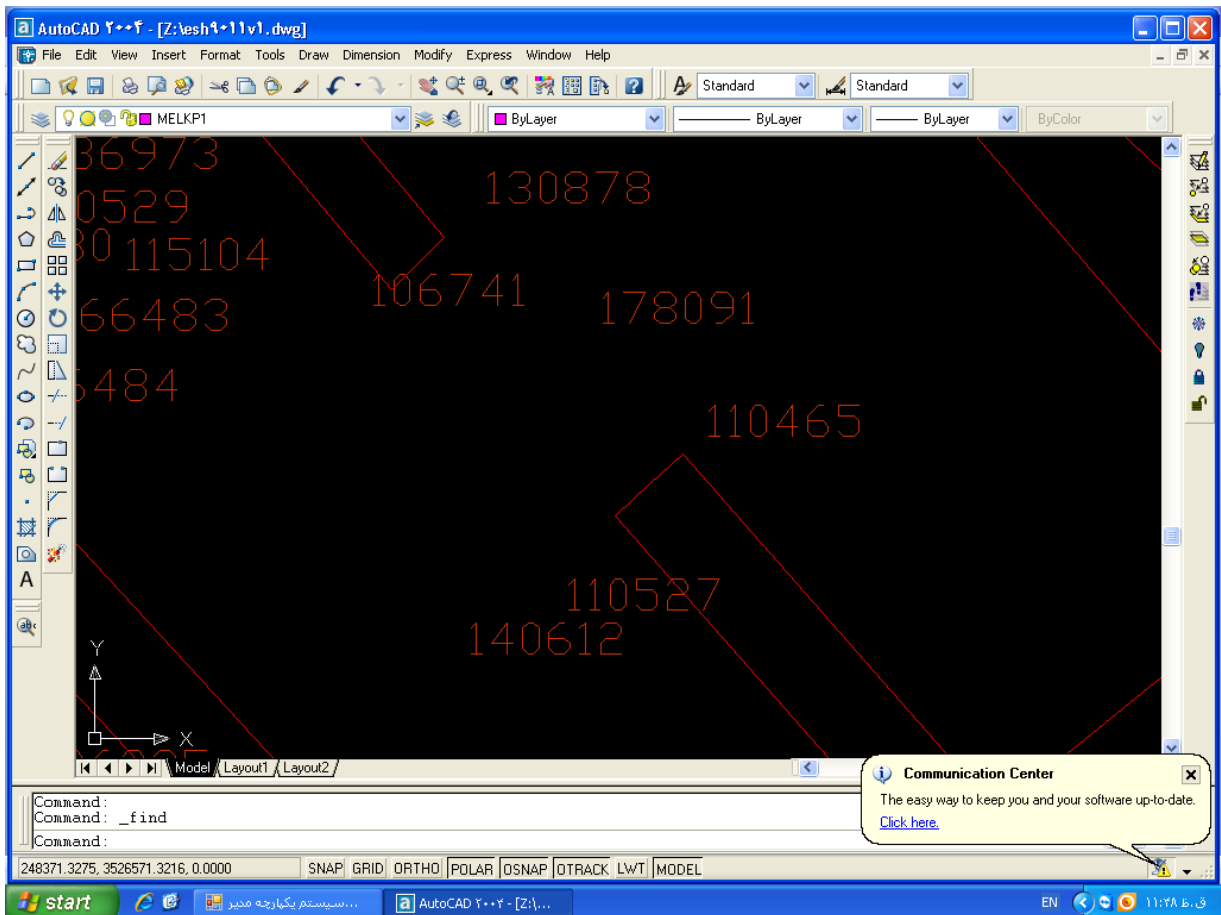 AutoCAD ۲۰۰۴ - [Z:\esh۹۰۱۱v۱.dwg]
File Edit View Insert Format Tools Draw Dimension Modify Express Window Help
Standard Standard
MELKP1 ByLayer ByLayer ByLayer ByColor
36973
130878
0529
30 115104
106741
178091
66483
6484
110465
110527
140612
Y
X
Model Layout1 Layout2
Command:
Command: _find
Command:
Communication Center
The easy way to keep you and your software up-to-date.
Click here.
248371.3275, 3526571.3216, 0.0000 SNAP GRID ORTHO POLAR OSNAP OTRACK LWT MODEL
start سیستم یکپارچه مدیر... AutoCAD ۲۰۰۴ - [Z:\... EN ۱۱:۴۸ ق.ظ